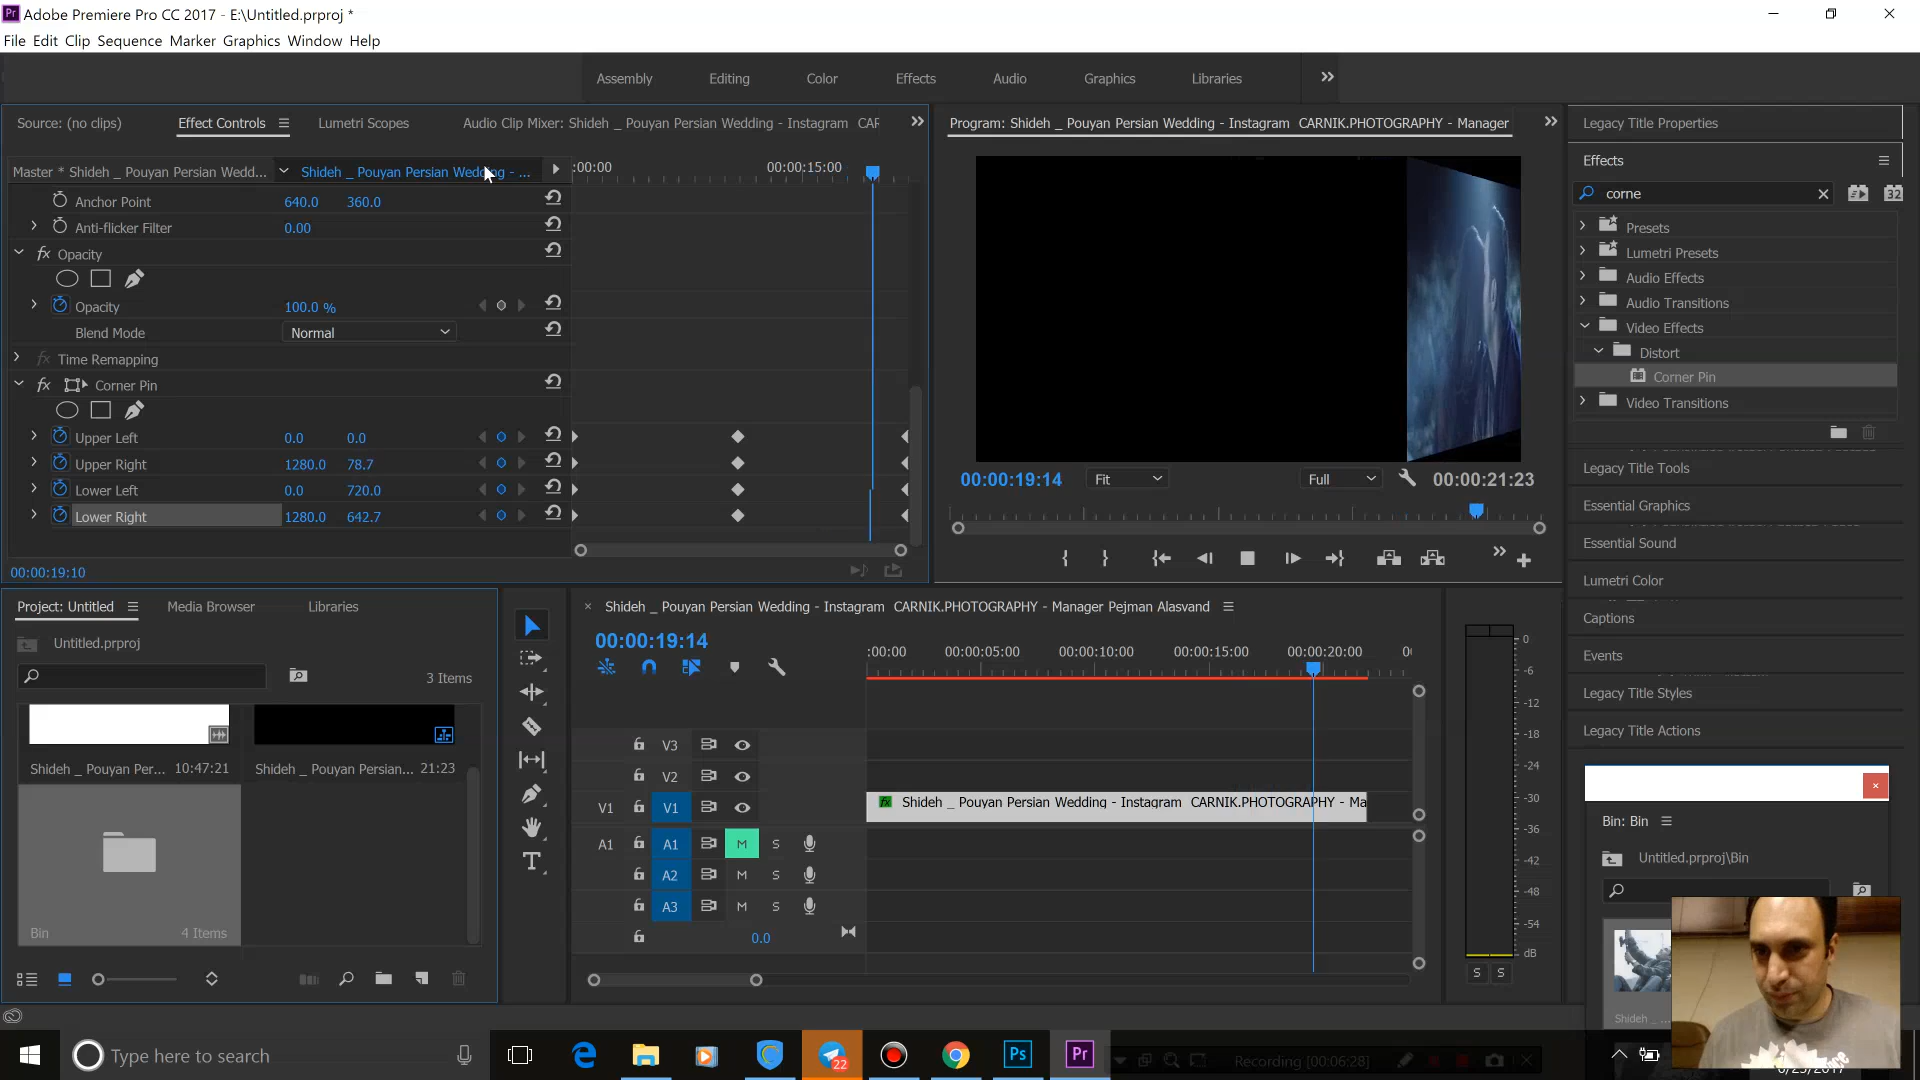 Adobe Premiere Pro CC 2017 - E:\Untitled.prproj *
File Edit Clip Sequence Marker Graphics Window Help
Assembly Editing Color Effects Audio Graphics Libraries
Source: (no clips) Effect Controls Lumetri Scopes Audio Clip Mixer: Shideh _ Pouyan Persian Wedding - Instagram CAR
Program: Shideh _ Pouyan Persian Wedding - Instagram CARNIK.PHOTOGRAPHY - Manager
Legacy Title Properties
Master * Shideh _ Pouyan Persian Wedd... Shideh _ Pouyan Persian Wedding - ...
:00:00 00:00:15:00
Anchor Point 640.0 360.0
Anti-flicker Filter 0.00
fx Opacity
Opacity 100.0 %
Blend Mode Normal
fx Time Remapping
fx Corner Pin
Upper Left 0.0 0.0
Upper Right 1280.0 78.7
Lower Left 0.0 720.0
Lower Right 1280.0 642.7
00:00:19:10
00:00:19:14 Fit Full 00:00:21:23
Effects
corne
32
Presets
Lumetri Presets
Audio Effects
Audio Transitions
Video Effects
Distort
Corner Pin
Video Transitions
Legacy Title Tools
Essential Graphics
Essential Sound
Lumetri Color
Captions
Events
Legacy Title Styles
Legacy Title Actions
Project: Untitled Media Browser Libraries
Untitled.prproj
3 Items
Shideh _ Pouyan Per... 10:47:21 Shideh _ Pouyan Persian... 21:23
Bin 4 Items
× Shideh _ Pouyan Persian Wedding - Instagram CARNIK.PHOTOGRAPHY - Manager Pejman Alasvand
00:00:19:14
:00:00 00:00:05:00 00:00:10:00 00:00:15:00 00:00:20:00
V3
V2
V1 V1 fx Shideh _ Pouyan Persian Wedding - Instagram CARNIK.PHOTOGRAPHY - Ma
A1 A1 M S
A2 M S
A3 M S
0.0
0
-6
-12
-18
-24
-30
-36
-42
-48
-54
dB
S S
Bin: Bin
Untitled.prproj\Bin
Shideh _...
Type here to search
22
Ps
Pr
Recording [00:06:28]